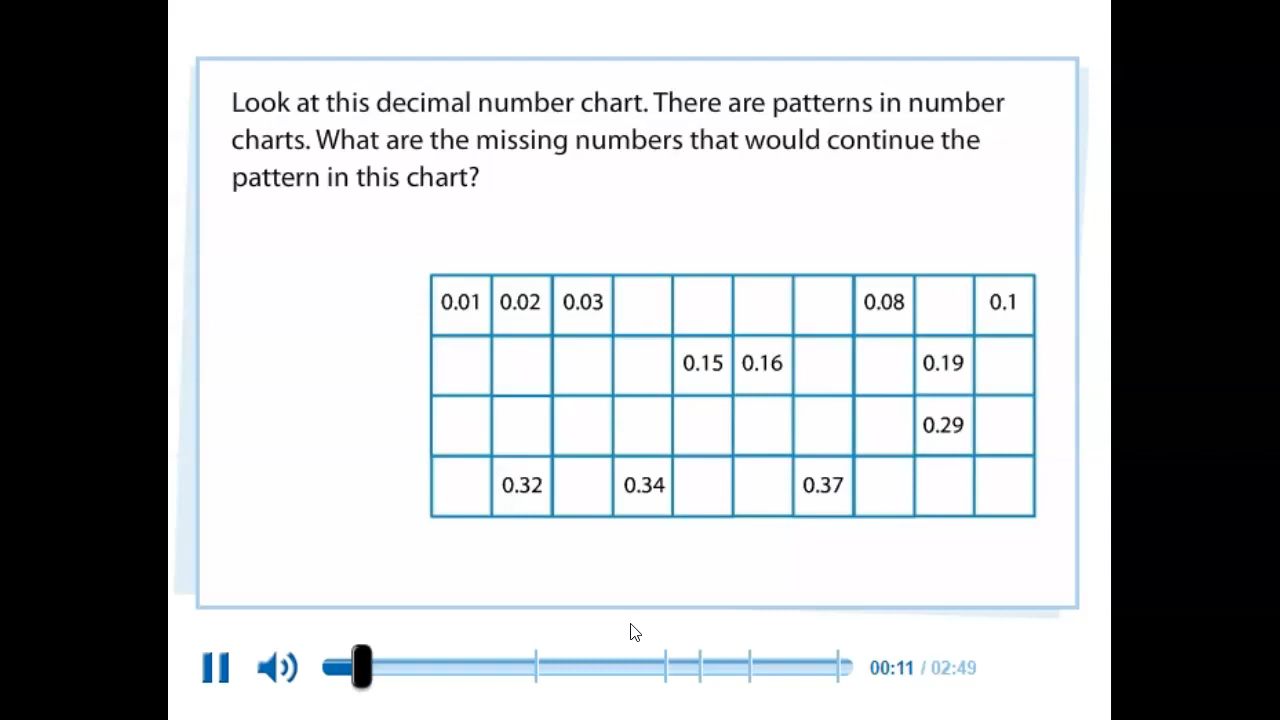 Look at this decimal number chart. There are patterns in number
charts. What are the missing numbers that would continue the
pattern in this chart?
0.01 0.02 0.03 0.08 0.1
0.15 0.16 0.19
0.29
0.32 0.34 0.37
00:11 / 02:49